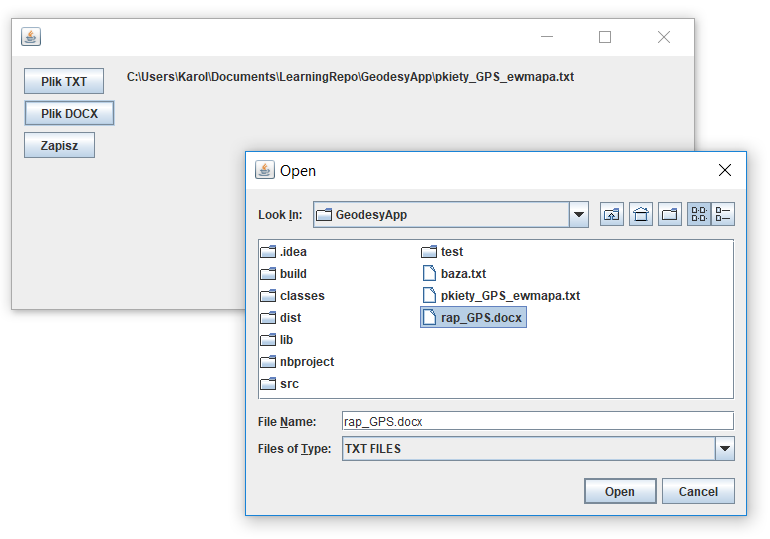 Plik TXT
C:\Users\Karol\Documents\LearningRepo\GeodesyApp\pkiety_GPS_ewmapa.txt
Plik DOCX
Zapisz
Open
Look In:
GeodesyApp
.idea
build
classes
dist
lib
nbproject
src
test
baza.txt
pkiety_GPS_ewmapa.txt
rap_GPS.docx
File Name:
rap_GPS.docx
Files of Type:
TXT FILES
Open
Cancel